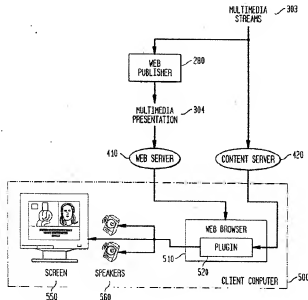 MULTIMEDIA
STREAMS
303
WEB
PUBLISHER
280
MULTIMEDIA
PRESENTATION
304
410
WEB SERVER
CONTENT SERVER
420
WEB BROWSER
PLUGIN
510
520
SCREEN
550
SPEAKERS
560
CLIENT COMPUTER
500